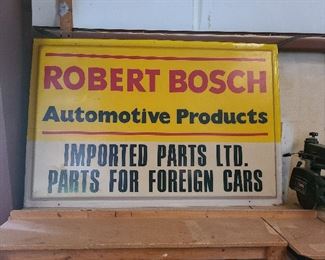 ROBERT BOSCH
Automotive Products
IMPORTED PARTS LTD.
PARTS FOR FOREIGN CARS